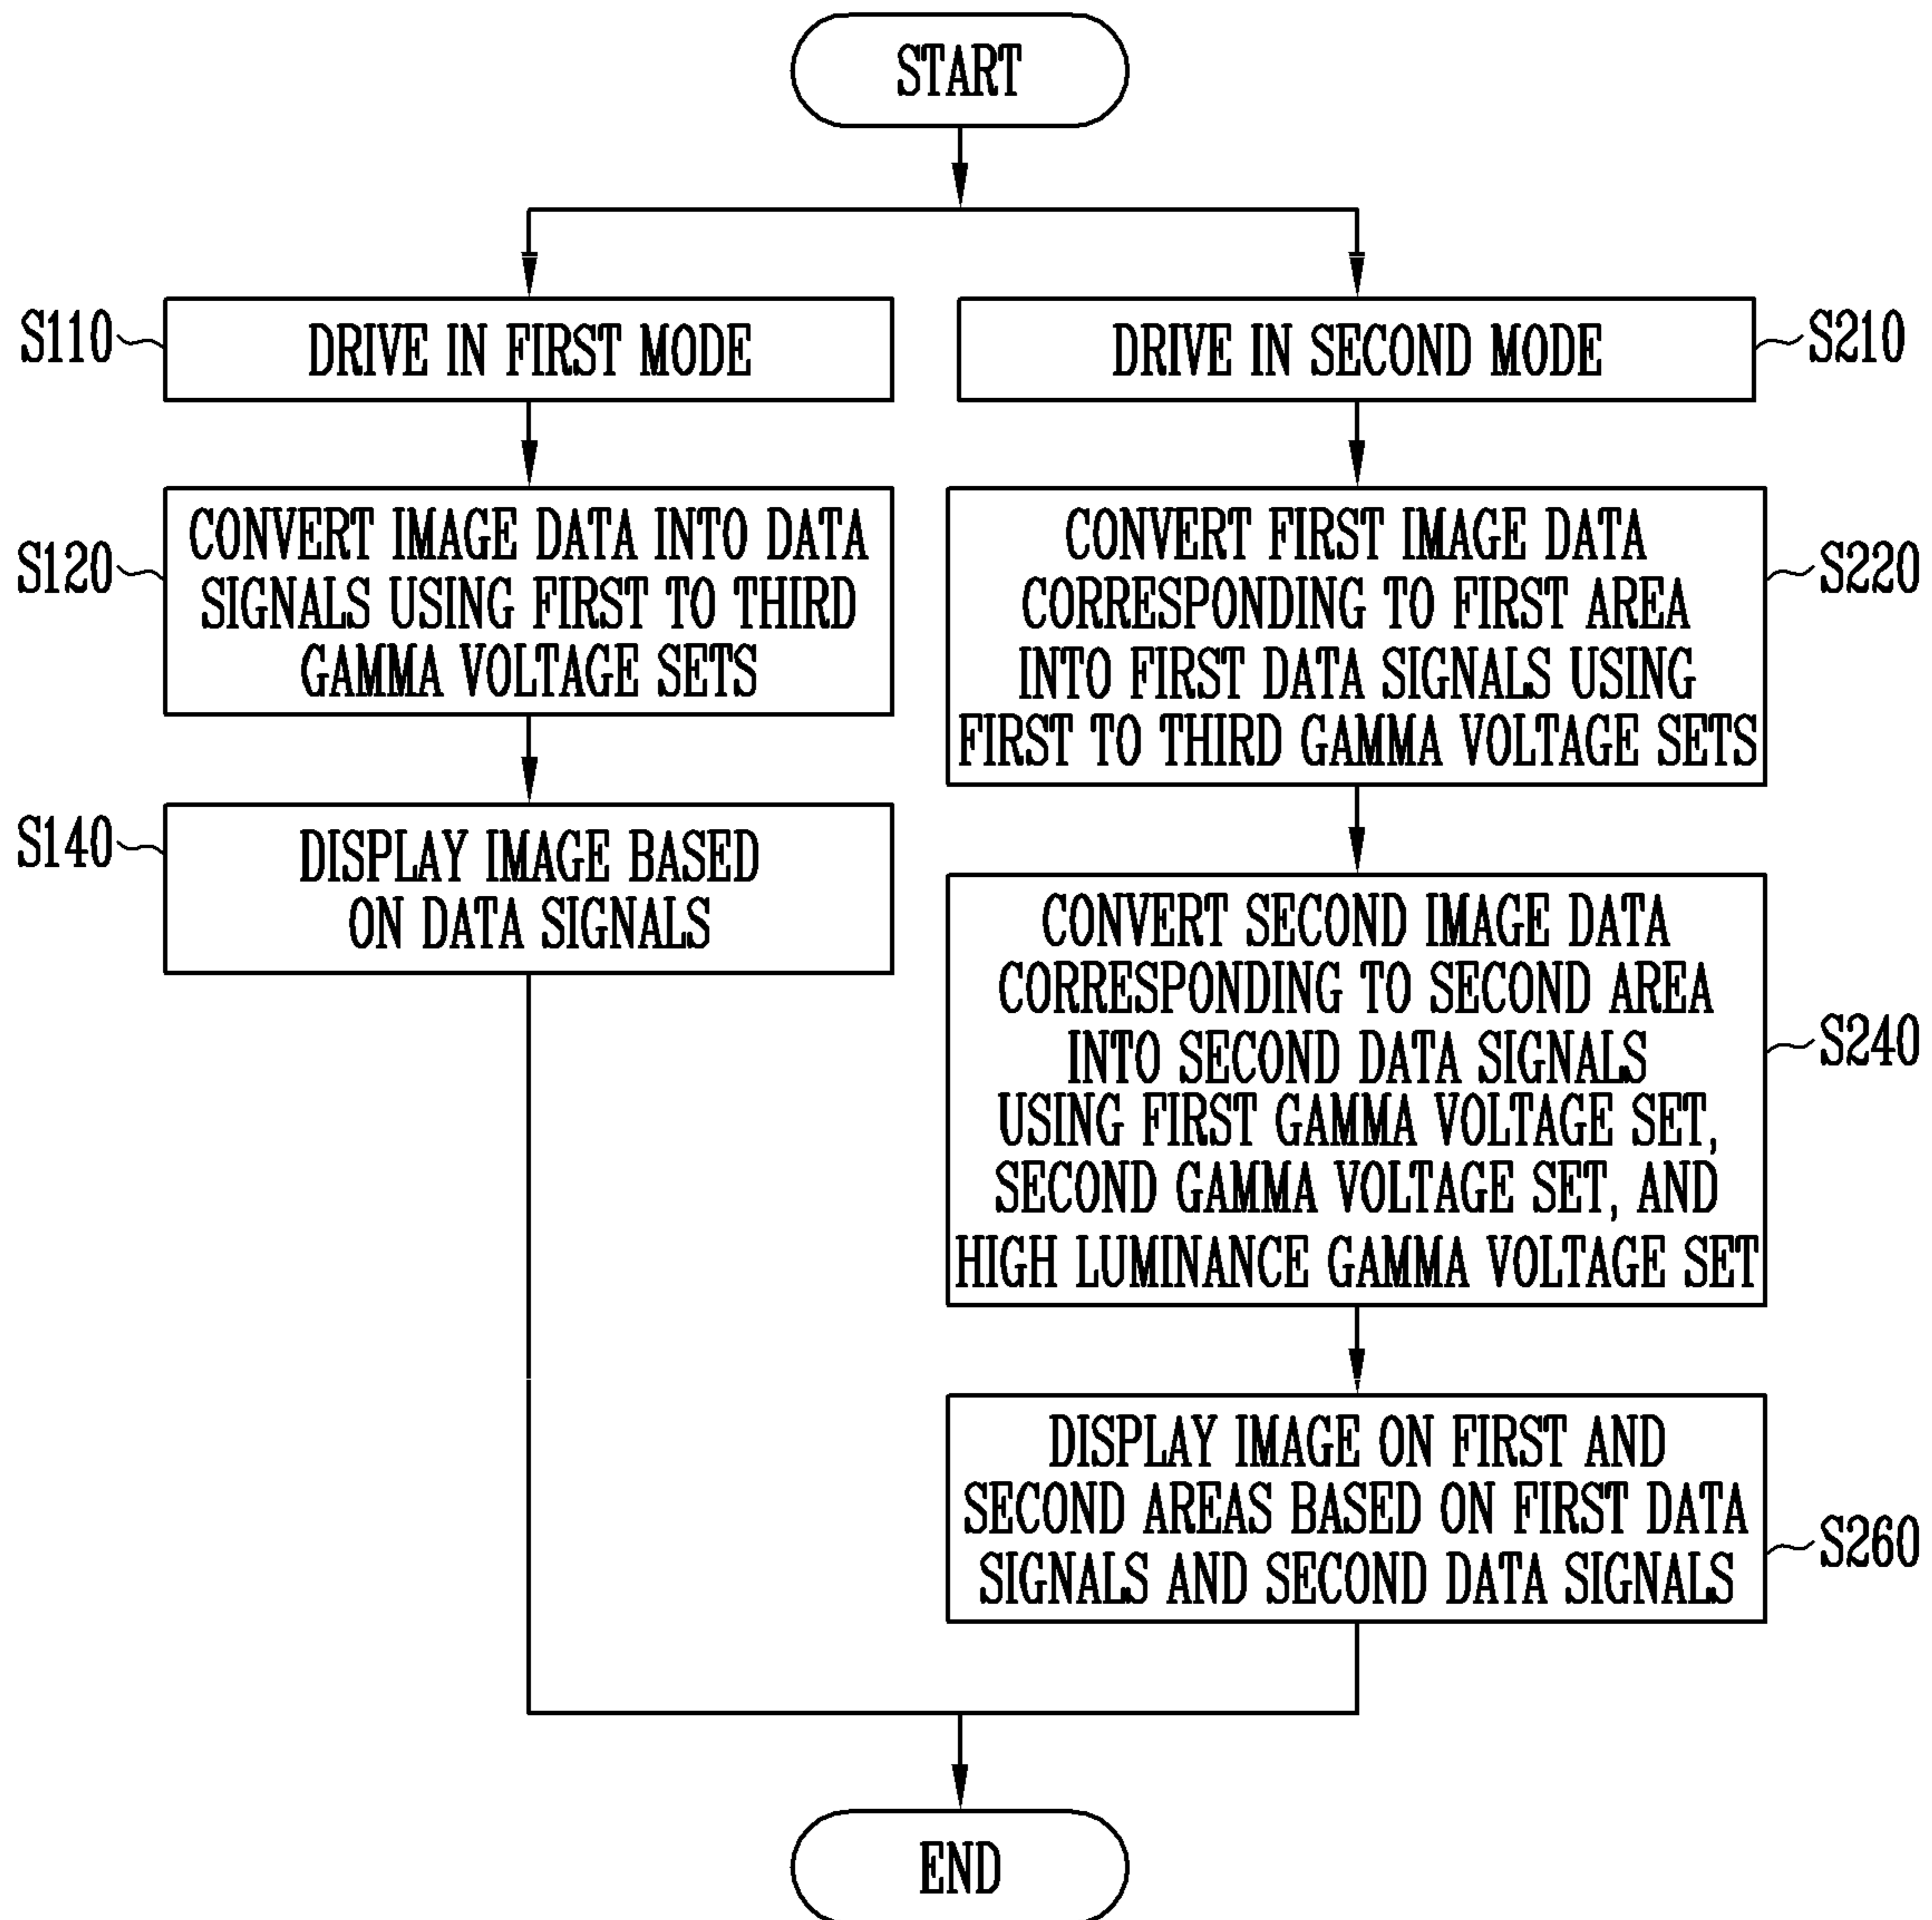 START
S110
DRIVE IN FIRST MODE
S120
CONVERT IMAGE DATA INTO DATA
SIGNALS USING FIRST TO THIRD
GAMMA VOLTAGE SETS
S140
DISPLAY IMAGE BASED
ON DATA SIGNALS
DRIVE IN SECOND MODE
S210
CONVERT FIRST IMAGE DATA
CORRESPONDING TO FIRST AREA
INTO FIRST DATA SIGNALS USING
FIRST TO THIRD GAMMA VOLTAGE SETS
S220
CONVERT SECOND IMAGE DATA
CORRESPONDING TO SECOND AREA
INTO SECOND DATA SIGNALS
USING FIRST GAMMA VOLTAGE SET,
SECOND GAMMA VOLTAGE SET, AND
HIGH LUMINANCE GAMMA VOLTAGE SET
S240
DISPLAY IMAGE ON FIRST AND
SECOND AREAS BASED ON FIRST DATA
SIGNALS AND SECOND DATA SIGNALS
S260
END